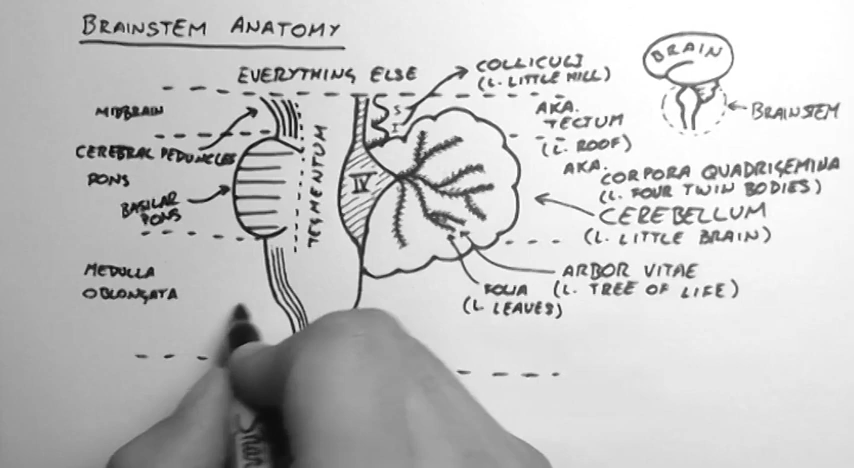 BRAINSTEM ANATOMY
EVERYTHING ELSE
COLLICULI
(L. LITTLE HILL)
BRAIN
BRAINSTEM
MIDBRAIN
S
I
AKA.
TECTUM
(L. ROOF)
CEREBRAL PEDUNCLES
PONS
BASILAR
PONS
TEGMENTUM
IV
AKA.
CORPORA QUADRIGEMINA
(L. FOUR TWIN BODIES)
CEREBELLUM
(L. LITTLE BRAIN)
MEDULLA
OBLONGATA
ARBOR VITAE
(L. TREE OF LIFE)
FOLIA
(L. LEAVES)